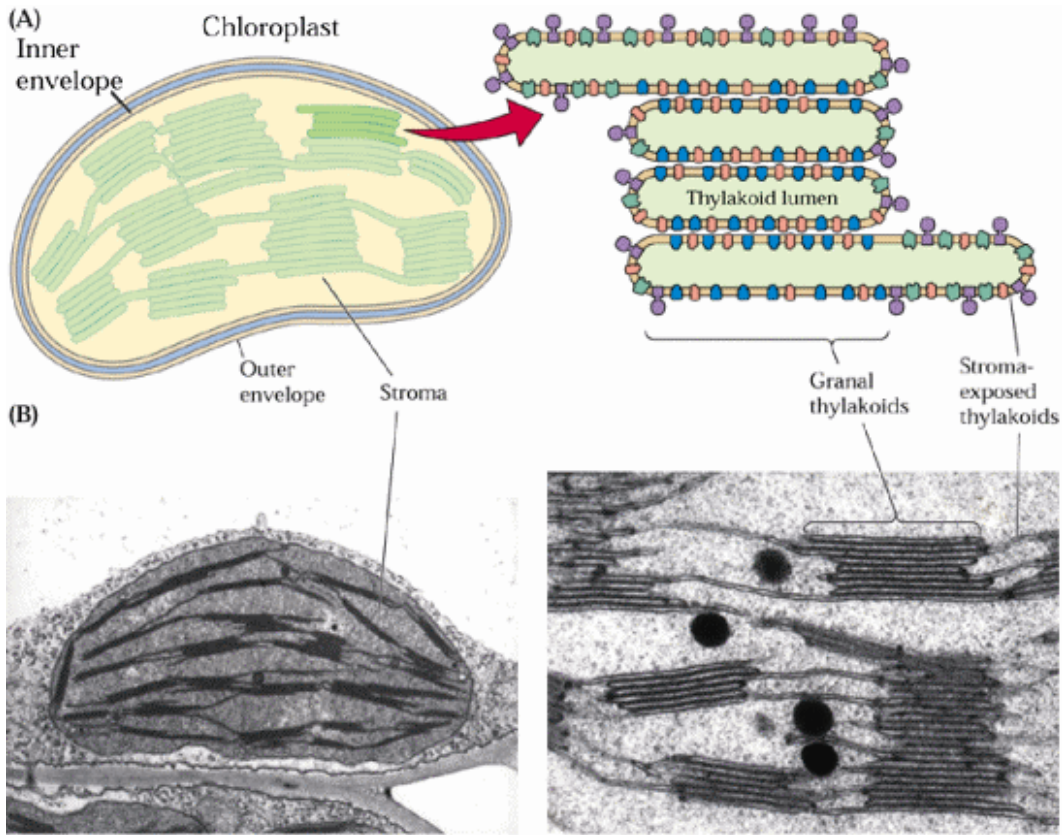 (A)
Chloroplast
Inner
envelope
Thylakoid lumen
Outer
envelope
Stroma
Granal
thylakoids
Stroma-
exposed
thylakoids
(B)